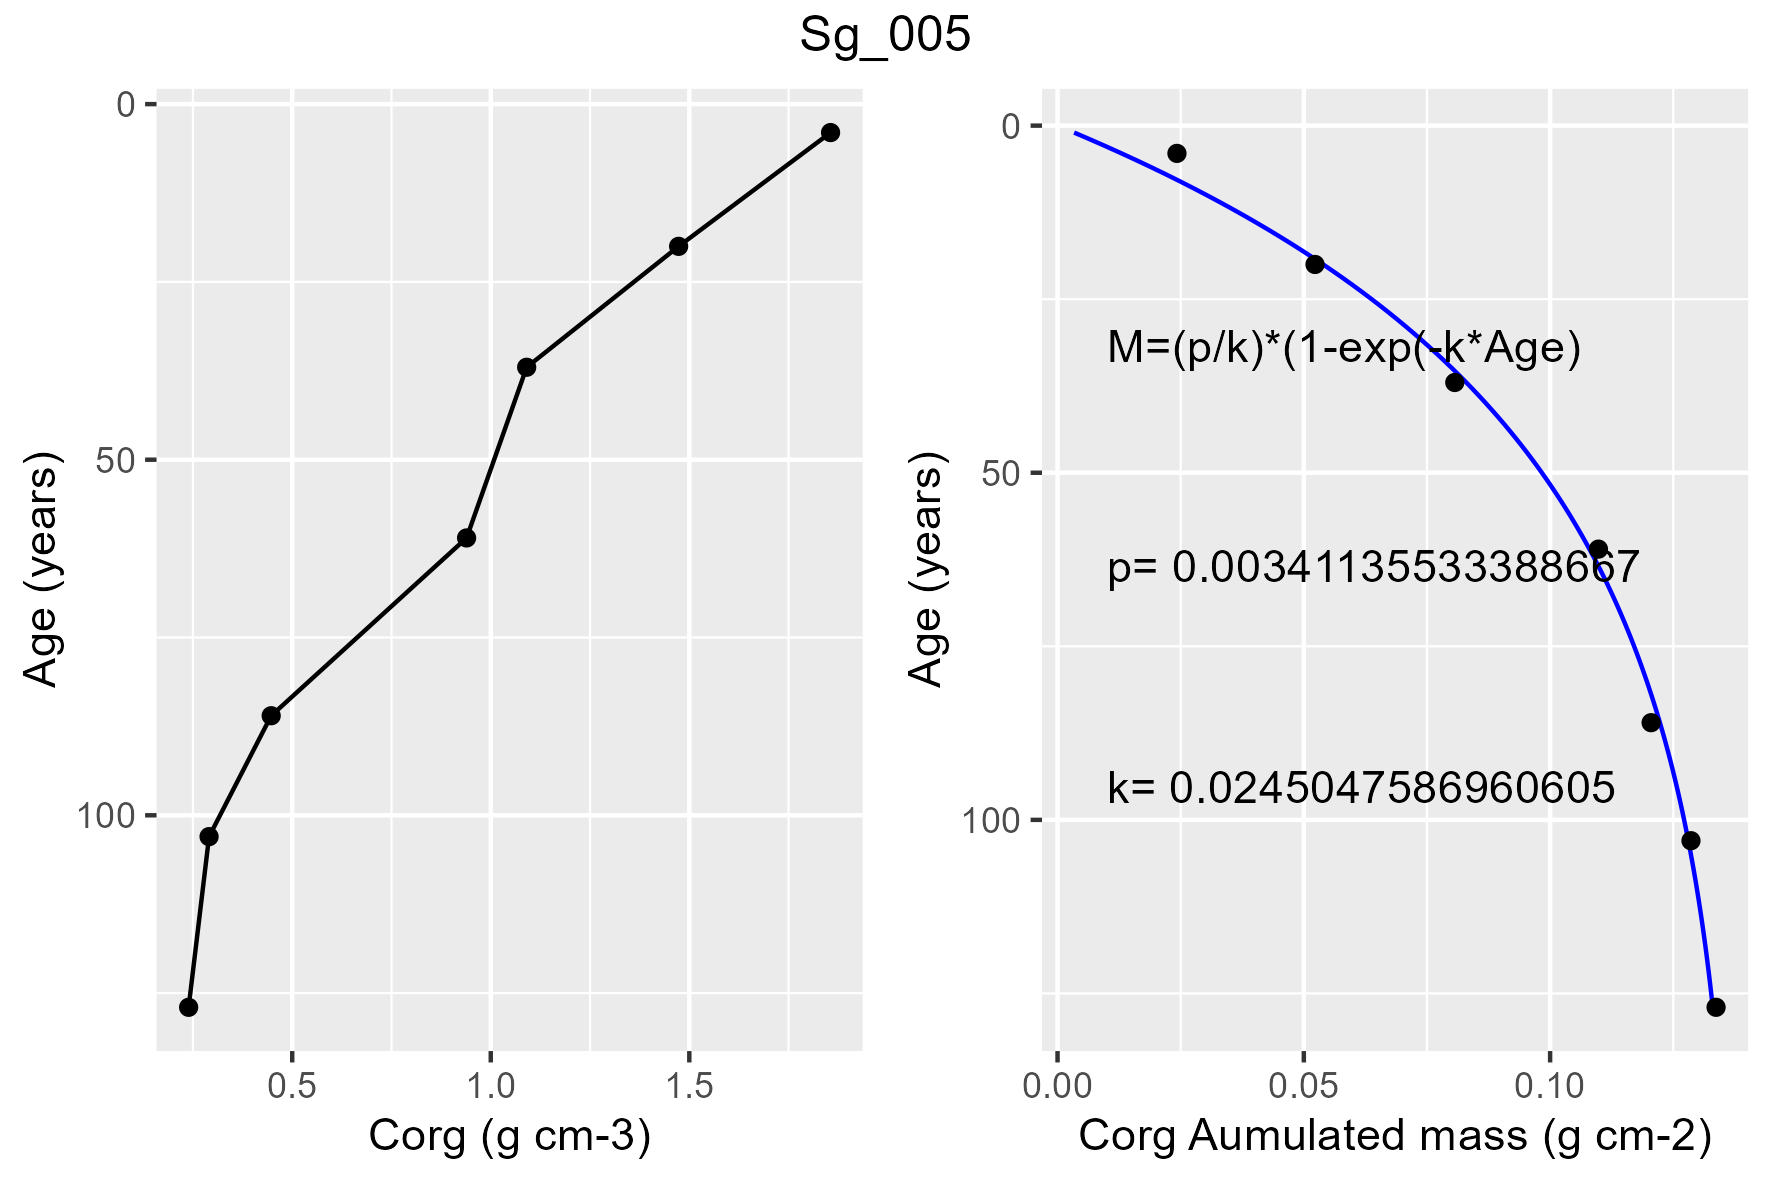 Sg_005
0
50
100
Age (years)
0.5 1.0 1.5
Corg (g cm-3)
0
50
100
Age (years)
M=(p/k)*(1-exp(-k*Age)
p= 0.00341135533388667
k= 0.0245047586960605
0.00 0.05 0.10
Corg Aumulated mass (g cm-2)